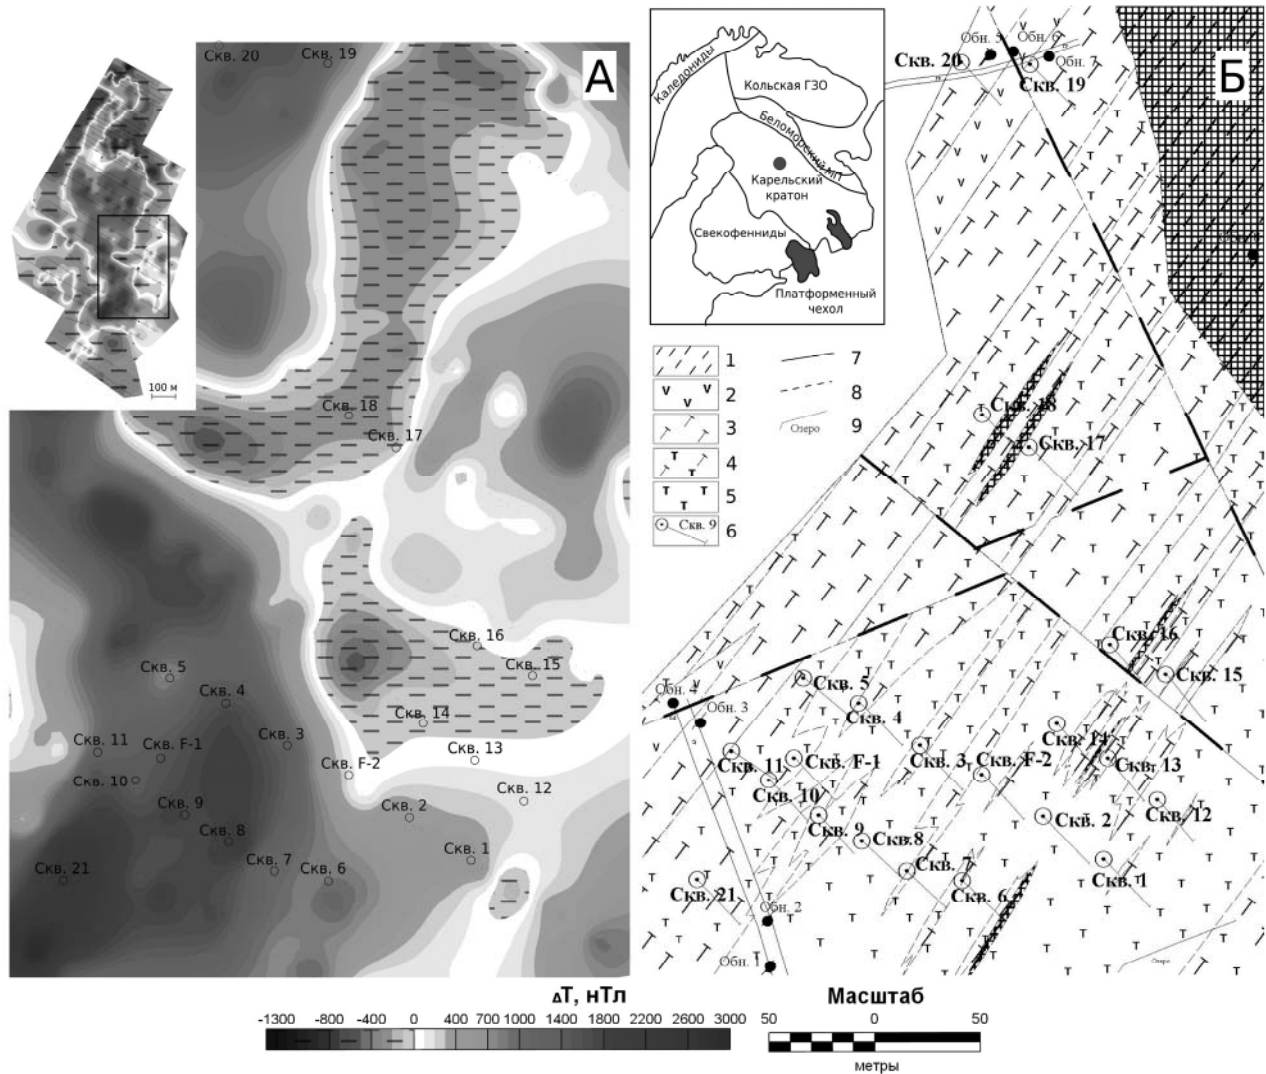 А
Скв. 20
Скв. 19
Скв. 18
Скв. 17
Скв. 16
Скв. 15
Скв. 14
Скв. 13
Скв. 12
Скв. 5
Скв. 4
Скв. 3
Скв. 11
Скв. F-1
Скв. F-2
Скв. 10
Скв. 9
Скв. 2
Скв. 8
Скв. 1
Скв. 7
Скв. 6
Скв. 21
100 м
Каледониды
Кольская ГЗО
Беломорский МП
Карельский
кратон
Свекофенниды
Платформенный
чехол
1
2
3
4
5
Скв. 9
6
7
8
Озеро
9
Б
Обн. 5
Обн. 6
Обн. 7
Скв. 20
Скв. 19
Скв. 18
Скв. 17
Скв. 16
Скв. 15
Обн. 4
Обн. 3
Скв. 5
Скв. 4
Скв. 14
Скв. 11
Скв. F-1
Скв. 3
Скв. F-2
Скв. 13
Скв. 10
Скв. 9
Скв. 2
Скв. 12
Скв. 8
Скв. 7
Скв. 1
Скв. 21
Скв. 6
Обн. 2
Обн. 1
Озеро
ΔТ, нТл
-1300 -800 -400 0 400 700 1000 1400 1800 2200 2600 3000
Масштаб
50 0 50
метры